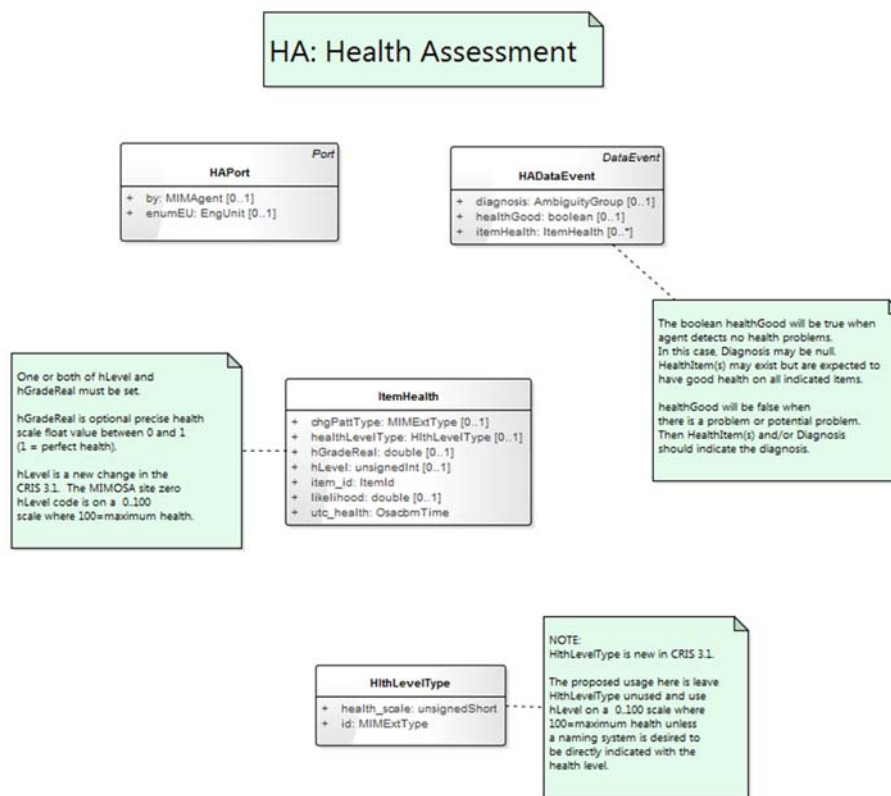 HA: Health Assessment
Port
HAPort
+ by: MIMAgent [0..1]
+ enumEU: EngUnit [0..1]
DataEvent
HADataEvent
+ diagnosis: AmbiguityGroup [0..1]
+ healthGood: boolean [0..1]
+ itemHealth: ItemHealth [0..*]
The boolean healthGood will be true when
agent detects no health problems.
In this case, Diagnosis may be null.
HealthItem(s) may exist but are expected to
have good health on all indicated items.
healthGood will be false when
there is a problem or potential problem.
Then HealthItem(s) and/or Diagnosis
should indicate the diagnosis.
One or both of hLevel and
hGradeReal must be set.
hGradeReal is optional precise health
scale float value between 0 and 1
(1 = perfect health).
hLevel is a new change in the
CRIS 3.1. The MIMOSA site zero
hLevel code is on a 0.100
scale where 100=maximum health.
ItemHealth
+ chgPattType: MIMExtType [0..1]
+ healthLevelType: HlthLevelType [0..1]
+ hGradeReal: double [0..1]
+ hLevel: unsignedInt [0..1]
+ item_id: ItemId
+ likelihood: double [0..1]
+ utc_health: OsacbmTime
HlthLevelType
+ health_scale: unsignedShort
+ id: MIMExtType
NOTE:
HlthLevelType is new in CRIS 3.1.
The proposed usage here is leave
HlthLevelType unused and use
hLevel on a 0.100 scale where
100=maximum health unless
a naming system is desired to
be directly indicated with the
health level.